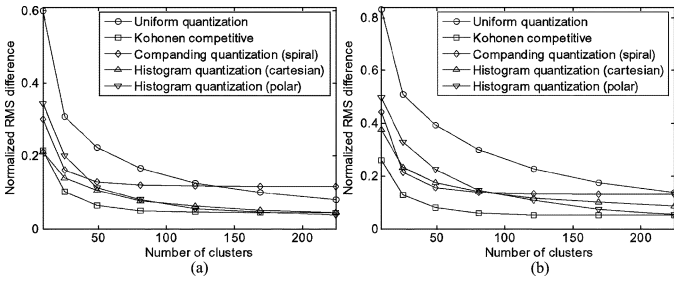 0.6
0.4
0.2
0
Normalized RMS difference
Uniform quantization
Kohonen competitive
Companding quantization (spiral)
Histogram quantization (cartesian)
Histogram quantization (polar)
50
100
150
200
Number of clusters
(a)
0.8
0.6
0.4
0.2
0
Normalized RMS difference
Uniform quantization
Kohonen competitive
Companding quantization (spiral)
Histogram quantization (cartesian)
Histogram quantization (polar)
50
100
150
200
Number of clusters
(b)